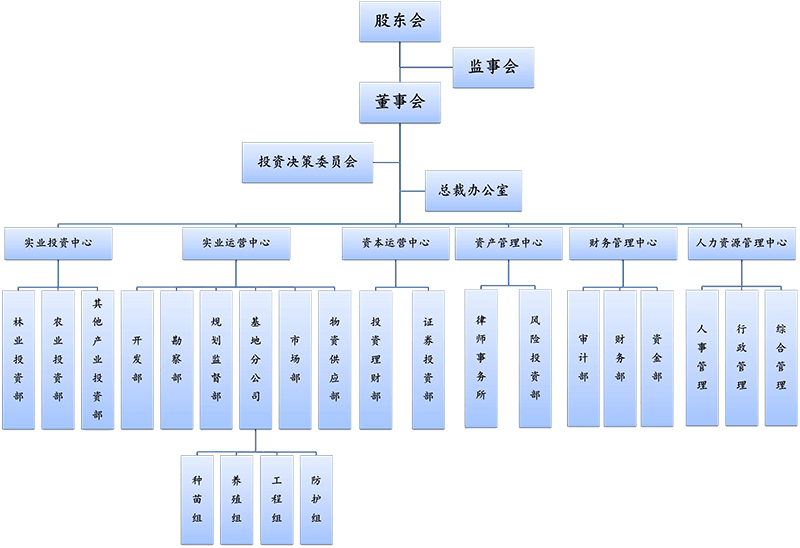 股东会
监事会
董事会
投资决策委员会
总裁办公室
实业投资中心
实业运营中心
资本运营中心
资产管理中心
财务管理中心
人力资源管理中心
林业投资部
农业投资部
其他产业投资部
开发部
勘察部
规划监督部
基地分公司
市场部
物资供应部
投资理财部
证券投资部
律师事务所
风险投资部
审计部
财务部
资金部
人事管理
行政管理
综合管理
种苗组
养殖组
工程组
防护组